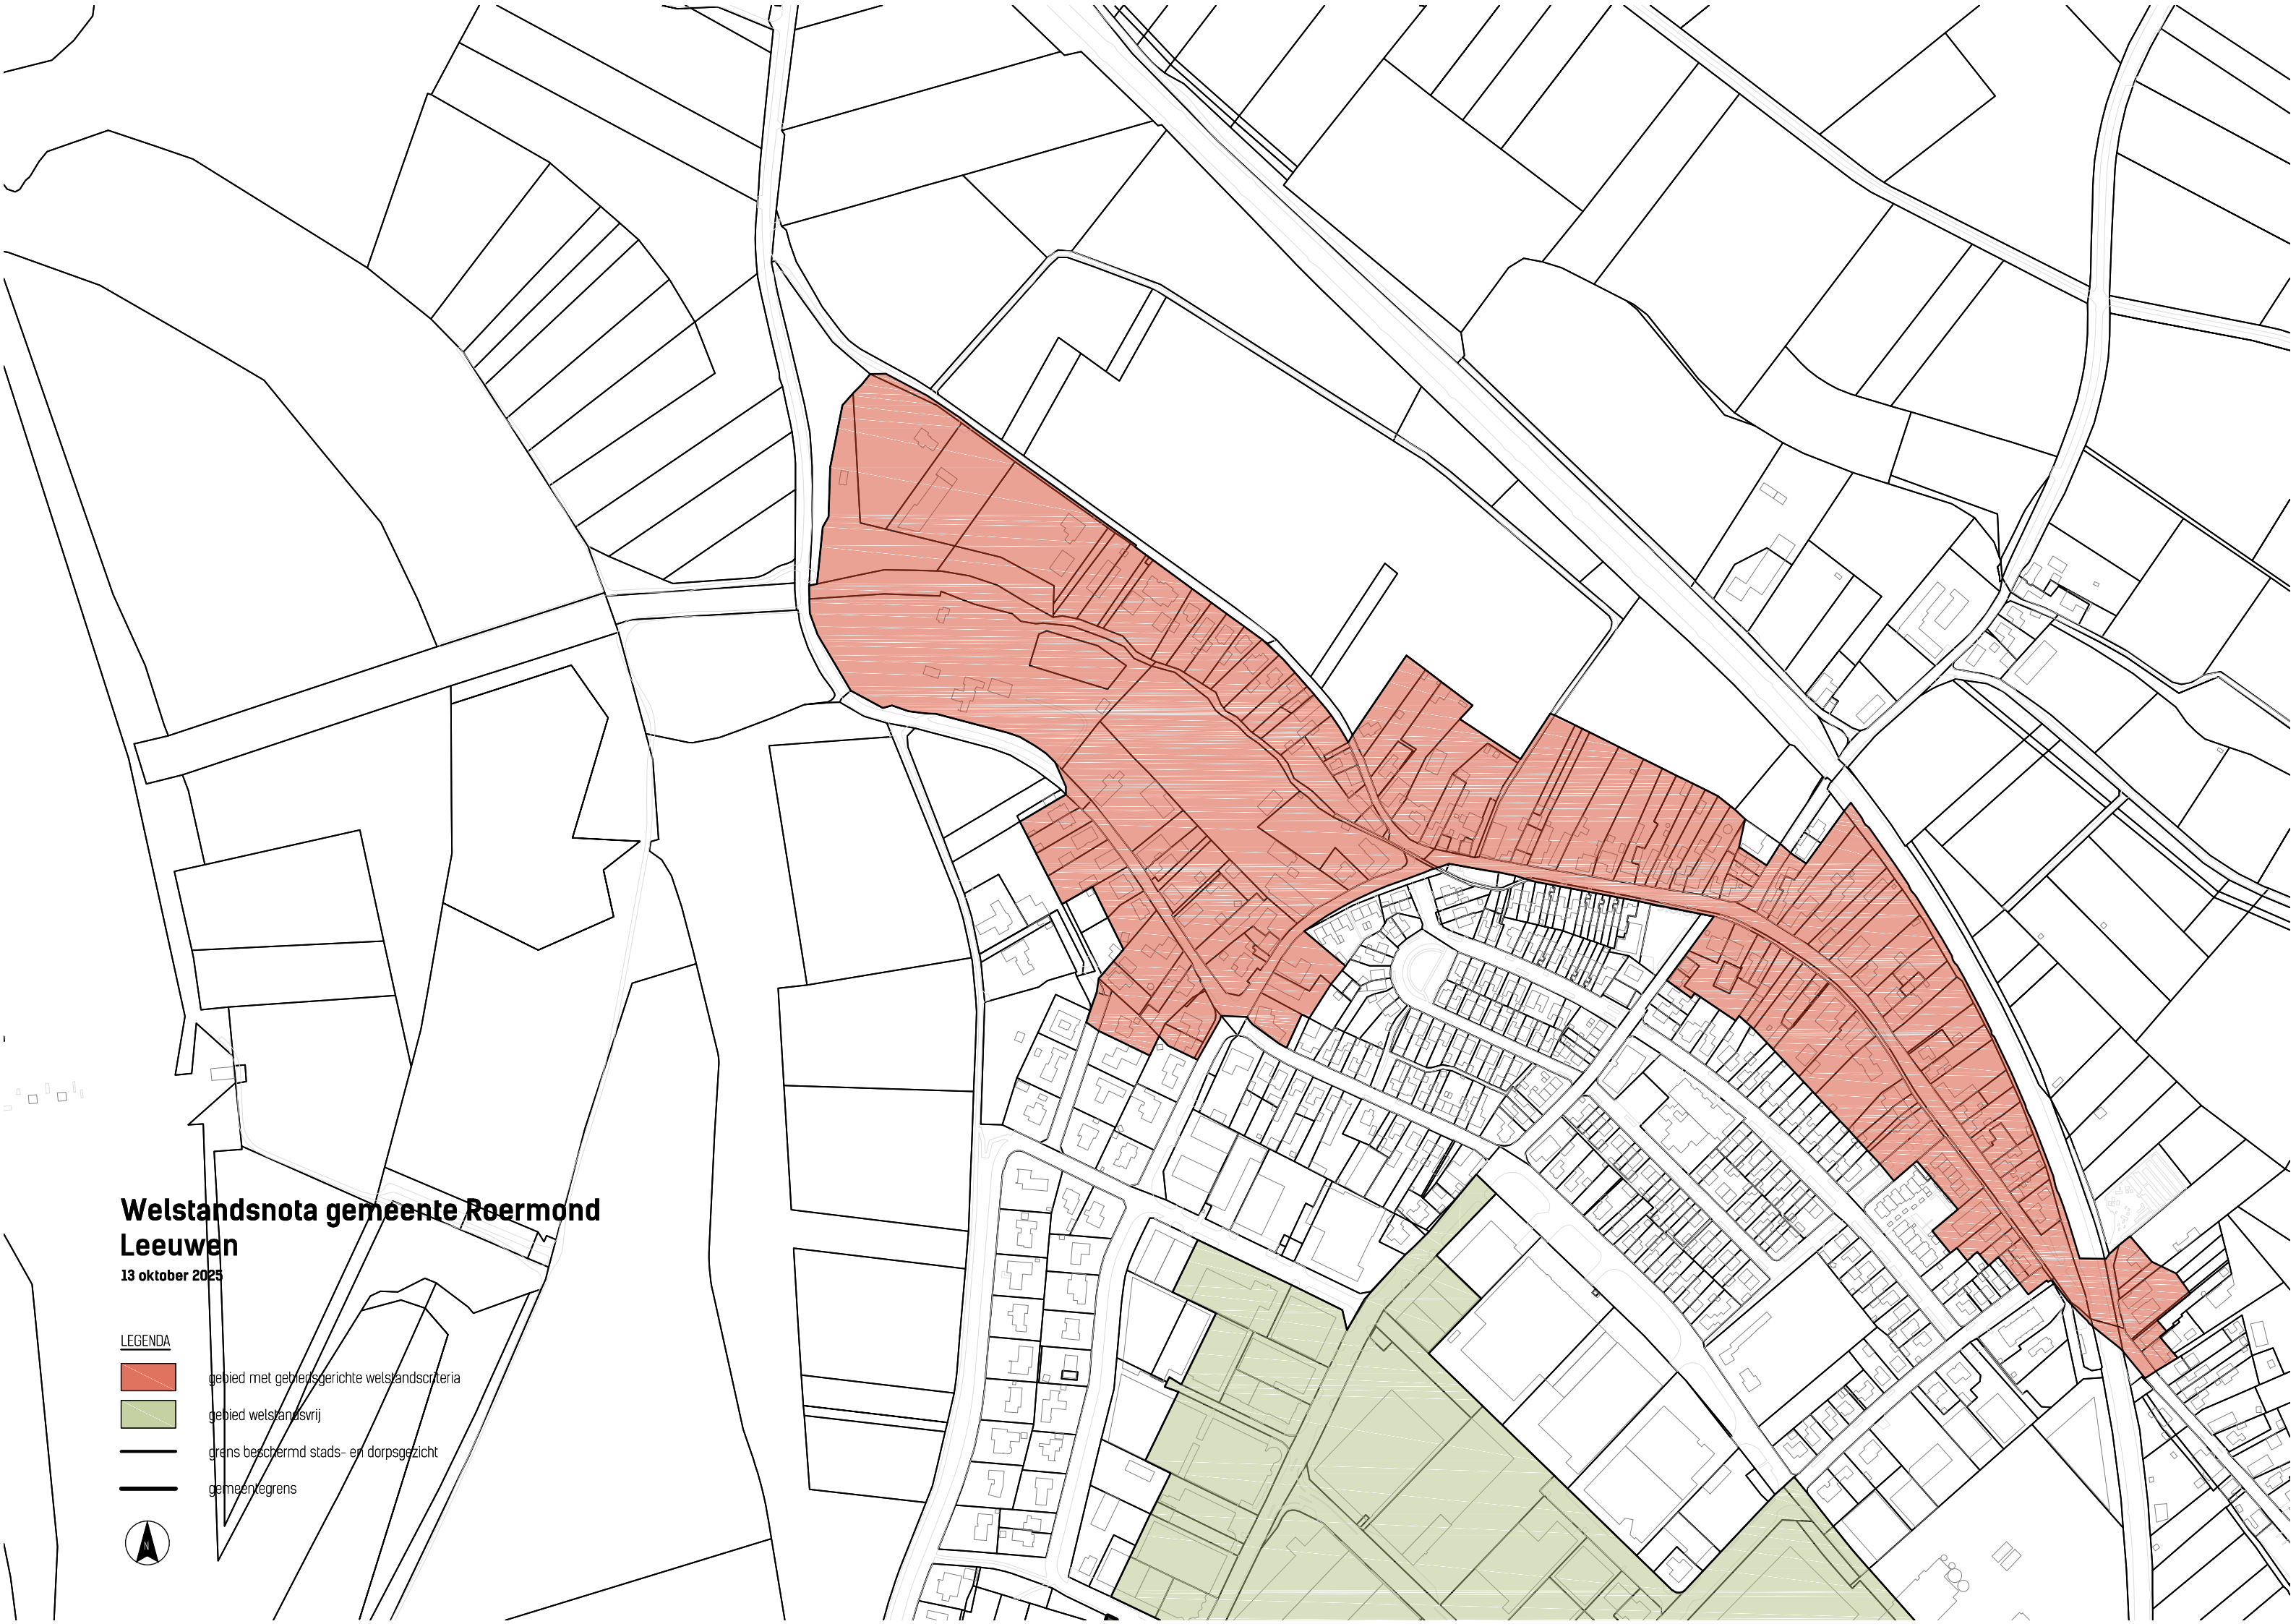 Welstandsnota gemeente Roermond
Leeuwen
13 oktober 2025
LEGENDA
gebied met gebiedsgerichte welstandscriteria
gebied welstandsvrij
grens beschermd stads- en dorpsgezicht
gemeentegrens
N